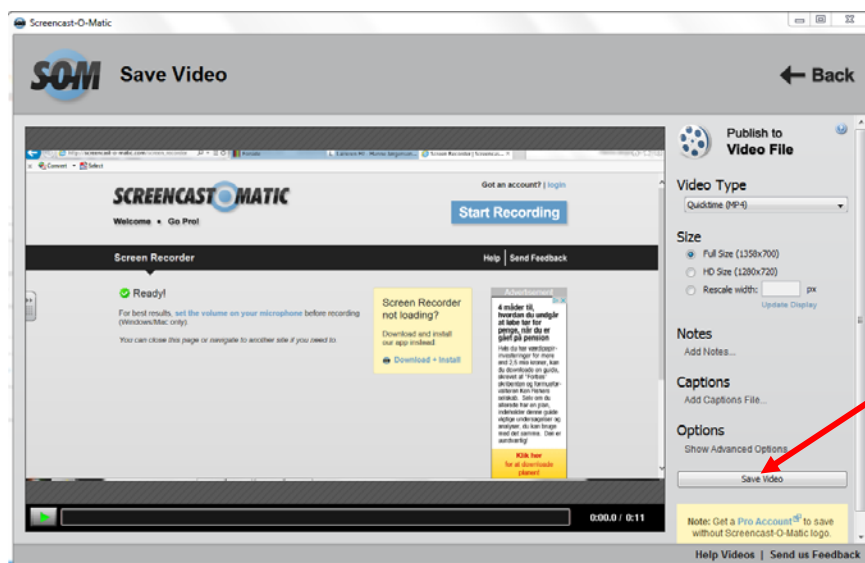 Screencast-O-Matic
SOM Save Video
Back
Convert Select
SCREENCAST O MATIC
Welcome • Go Pro!
Got an account? | login
Start Recording
Screen Recorder
Help | Send Feedback
Ready!
For best results, set the volume on your microphone before recording
(Windows/Mac only).
You can close this page or navigate to another site if you need to.
Screen Recorder
not loading?
Download and install
our app instead
Download + Install
Advertisement
4 måder til,
hvordan du undgår
at løbe tør for
penge, når du er
gået på pension
Klik her
for at downloade
planen!
0:00.0 / 0:11
Publish to
Video File
Video Type
Quicktime (MP4)
Size
Full Size (1358x700)
HD Size (1280x720)
Rescale width: px
Update Display
Notes
Add Notes...
Captions
Add Captions File...
Options
Show Advanced Options
Save Video
Note: Get a Pro Account to save
without Screencast-O-Matic logo.
Help Videos | Send us Feedback